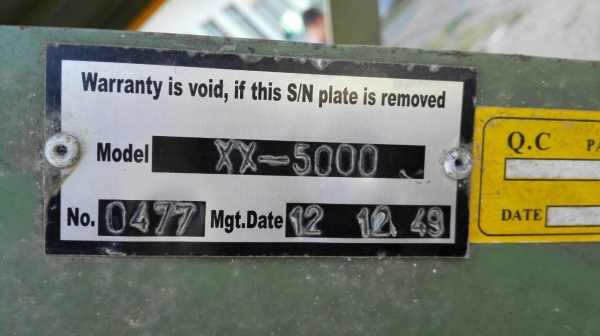 Warranty is void, if this S/N plate is removed
Model XX-5000
No. 0477 Mgt.Date 12 12 49
Q.C
DATE